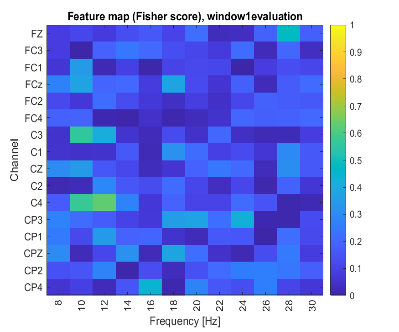 Feature map (Fisher score), window1evaluation
FZ
FC3
FC1
FCz
FC2
FC4
C3
C1
CZ
C2
C4
CP3
CP1
CPZ
CP2
CP4
Channel
8 10 12 14 16 18 20 22 24 26 28 30
Frequency [Hz]
1
0.9
0.8
0.7
0.6
0.5
0.4
0.3
0.2
0.1
0